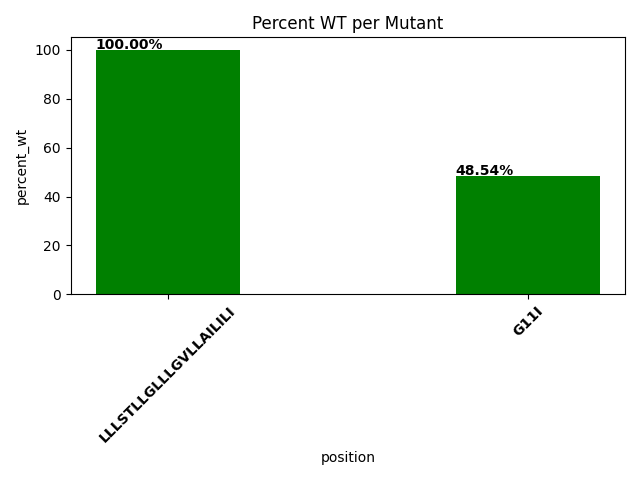 Percent WT per Mutant
100.00%
48.54%
percent_wt
100
80
60
40
20
0
LLLSTLLGLLLGVLLAILILI
G11I
position